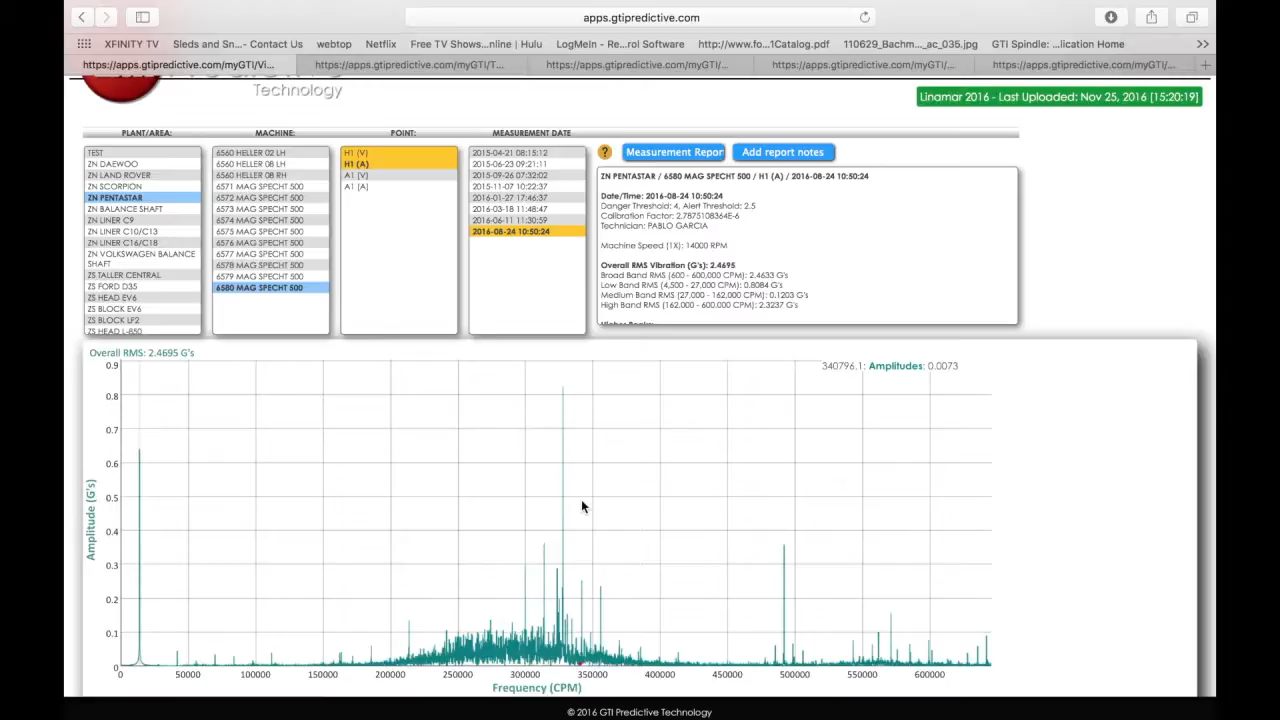 apps.gtipredictive.com
XFINITY TV Sleds and Sn...- Contact Us webtop Netflix Free TV Shows...nline | Hulu LogMeIn - Re...rol Software http://www.fo...1Catalog.pdf 110629_Bachm..._ac_035.jpg GTI Spindle: ...lication Home
https://apps.gtipredictive.com/myGTI/Vi... https://apps.gtipredictive.com/myGTI/T... https://apps.gtipredictive.com/myGTI/... https://apps.gtipredictive.com/myGTI/... https://apps.gtipredictive.com/myGTI/...
Technology
Linamar 2016 - Last Uploaded: Nov 25, 2016 [15:20:19]
PLANT/AREA: MACHINE: POINT: MEASUREMENT DATE
TEST
ZN DAEWOO
ZN LAND ROVER
ZN SCORPION
ZN PENTASTAR
ZN BALANCE SHAFT
ZN LINER C9
ZN LINER C10/C13
ZN LINER C16/C18
ZN VOLKSWAGEN BALANCE
SHAFT
ZS TALLER CENTRAL
ZS FORD D35
ZS HEAD EV6
ZS BLOCK EV6
ZS BLOCK LP2
ZS HEAD L-850
6560 HELLER 02 LH
6560 HELLER 08 LH
6560 HELLER 08 RH
6571 MAG SPECHT 500
6572 MAG SPECHT 500
6573 MAG SPECHT 500
6574 MAG SPECHT 500
6575 MAG SPECHT 500
6576 MAG SPECHT 500
6577 MAG SPECHT 500
6578 MAG SPECHT 500
6579 MAG SPECHT 500
6580 MAG SPECHT 500
H1 (V)
H1 (A)
A1 [V]
A1 [A]
2015-04-21 08:15:12
2015-06-23 09:21:11
2015-09-26 07:32:02
2015-11-07 10:22:37
2016-01-27 17:46:37
2016-03-18 11:48:47
2016-06-11 11:30:59
2016-08-24 10:50:24
? Measurement Repor Add report notes
ZN PENTASTAR / 6580 MAG SPECHT 500 / H1 (A) / 2016-08-24 10:50:24
Date/Time: 2016-08-24 10:50:24
Danger Threshold: 4, Alert Threshold: 2.5
Calibration Factor: 2.7875108364E-6
Technician: PABLO GARCIA
Machine Speed (1X): 14000 RPM
Overall RMS Vibration (G's): 2.4695
Broad Band RMS (600 - 600,000 CPM): 2.4633 G's
Low Band RMS (4,500 - 27,000 CPM): 0.8084 G's
Medium Band RMS (27,000 - 162,000 CPM): 0.1203 G's
High Band RMS (162,000 - 600,000 CPM): 2.3237 G's
Overall RMS: 2.4695 G's
340796.1: Amplitudes: 0.0073
0.9
0.8
0.7
0.6
0.5
0.4
0.3
0.2
0.1
0
Amplitude (G's)
0 50000 100000 150000 200000 250000 300000 350000 400000 450000 500000 550000 600000
Frequency (CPM)
© 2016 GTI Predictive Technology